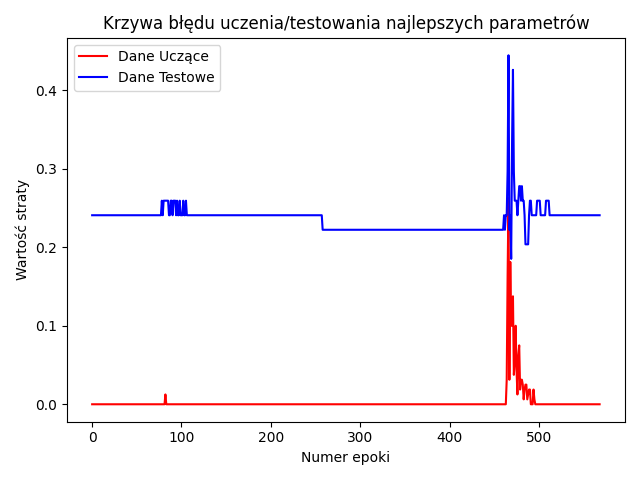 Krzywa błędu uczenia/testowania najlepszych parametrów
Dane Uczące
Dane Testowe
Wartość straty
0.4
0.3
0.2
0.1
0.0
0 100 200 300 400 500
Numer epoki